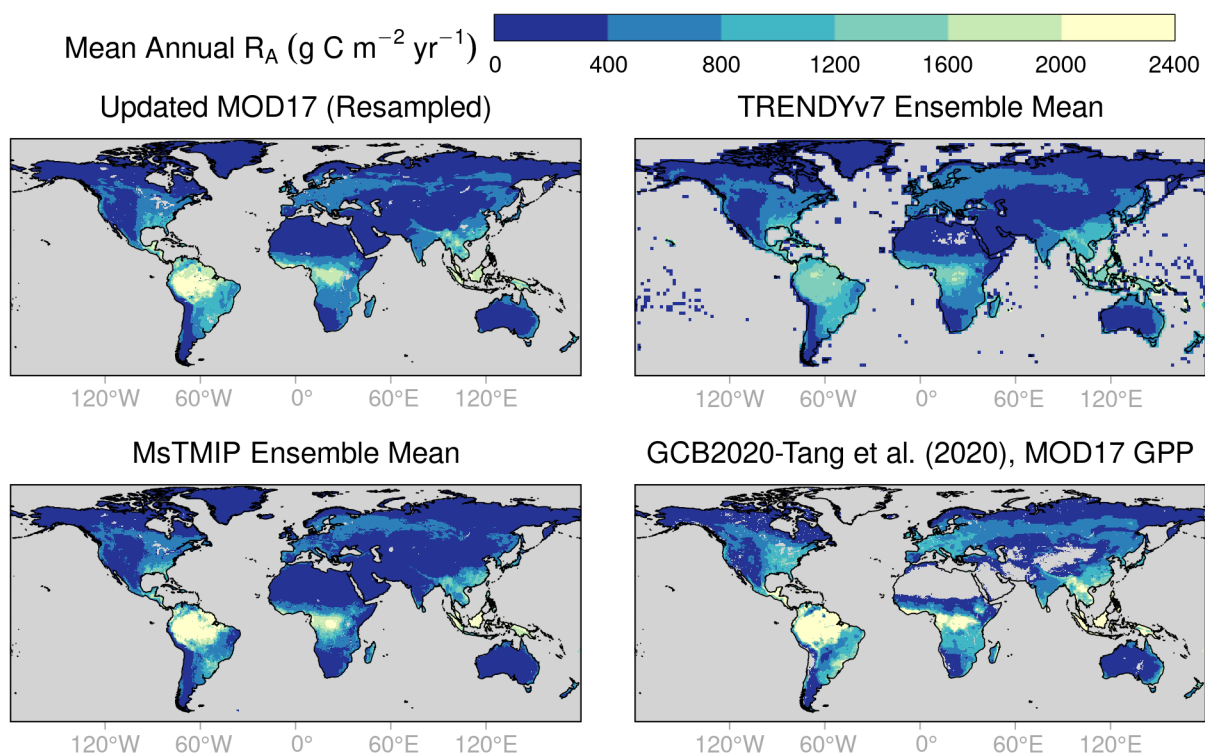 Mean Annual R_A (g C m⁻² yr⁻¹)
0 400 800 1200 1600 2000 2400
Updated MOD17 (Resampled)
TRENDYv7 Ensemble Mean
120°W 60°W 0° 60°E 120°E
120°W 60°W 0° 60°E 120°E
MsTMIP Ensemble Mean
GCB2020-Tang et al. (2020), MOD17 GPP
120°W 60°W 0° 60°E 120°E
120°W 60°W 0° 60°E 120°E